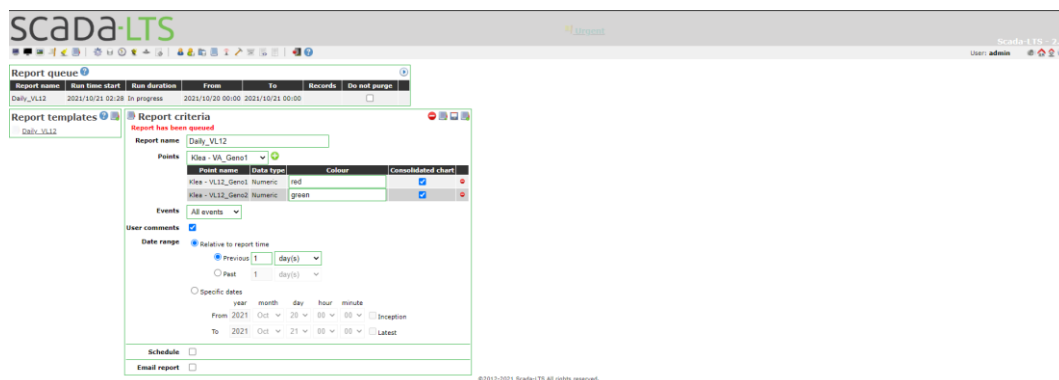 scada-LTS
Urgent
Scada-LTS - 2.
User: admin
Report queue
Report name Run time start Run duration From To Records Do not purge
Daily_VL12 2021/10/21 02:28 In progress 2021/10/20 00:00 2021/10/21 00:00
Report templates
Daily_VL12
Report criteria
Report has been queued
Report name Daily_VL12
Points Klea - VA_Geno1
Point name Data type Colour Consolidated chart
Klea - VL12_Geno1 Numeric red
Klea - VL12_Geno2 Numeric green
Events All events
User comments
Date range Relative to report time
Previous 1 day(s)
Past 1 day(s)
Specific dates
year month day hour minute
From 2021 Oct 20 00 00 Inception
To 2021 Oct 21 00 00 Latest
Schedule
Email report
©2012-2021 Scada-LTS All rights reserved.